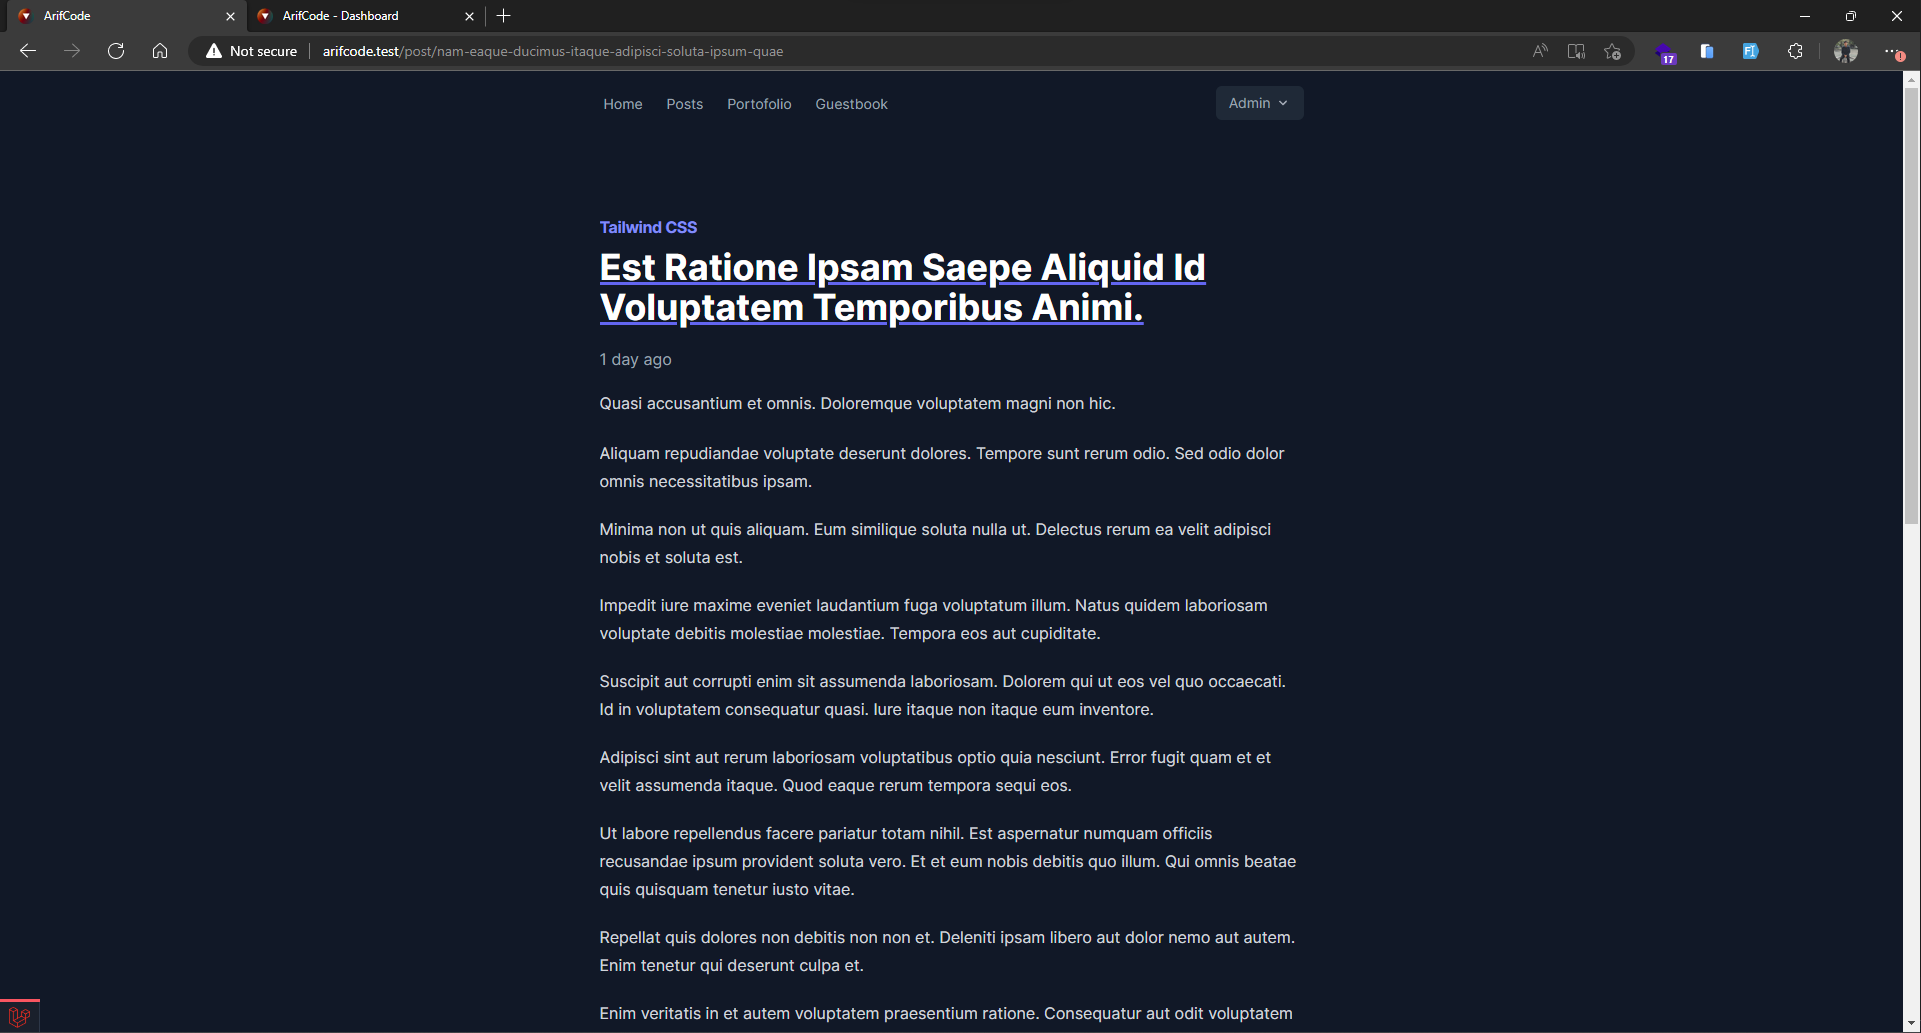 ArifCode
ArifCode - Dashboard
Not secure
arifcode.test/post/nam-eaque-ducimus-itaque-adipisci-soluta-ipsum-quae
17
Home Posts Portofolio Guestbook Admin
Tailwind CSS
Est Ratione Ipsam Saepe Aliquid Id
Voluptatem Temporibus Animi.
1 day ago
Quasi accusantium et omnis. Doloremque voluptatem magni non hic.
Aliquam repudiandae voluptate deserunt dolores. Tempore sunt rerum odio. Sed odio dolor
omnis necessitatibus ipsam.
Minima non ut quis aliquam. Eum similique soluta nulla ut. Delectus rerum ea velit adipisci
nobis et soluta est.
Impedit iure maxime eveniet laudantium fuga voluptatum illum. Natus quidem laboriosam
voluptate debitis molestiae molestiae. Tempora eos aut cupiditate.
Suscipit aut corrupti enim sit assumenda laboriosam. Dolorem qui ut eos vel quo occaecati.
Id in voluptatem consequatur quasi. Iure itaque non itaque eum inventore.
Adipisci sint aut rerum laboriosam voluptatibus optio quia nesciunt. Error fugit quam et et
velit assumenda itaque. Quod eaque rerum tempora sequi eos.
Ut labore repellendus facere pariatur totam nihil. Est aspernatur numquam officiis
recusandae ipsum provident soluta vero. Et et eum nobis debitis quo illum. Qui omnis beatae
quis quisquam tenetur iusto vitae.
Repellat quis dolores non debitis non non et. Deleniti ipsam libero aut dolor nemo aut autem.
Enim tenetur qui deserunt culpa et.
Enim veritatis in et autem voluptatem praesentium ratione. Consequatur aut odit voluptatem